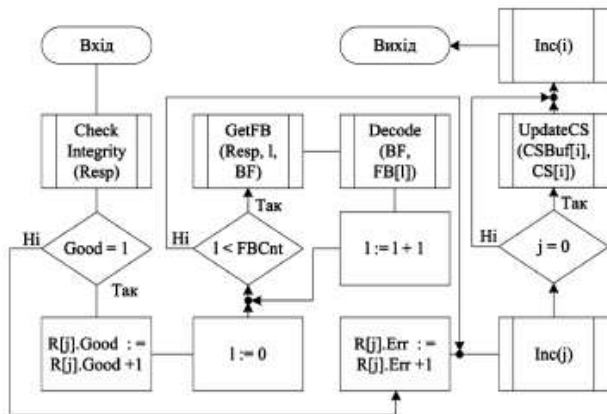 Вхід
Вихід
Inc(i)
Check
Integrity
(Resp)
GetFB
(Resp, l,
BF)
Decode
(BF,
FB[l])
UpdateCS
(CSBuf[i],
CS[i])
Так
Так
Ні
Good = 1
Ні
l < FBCnt
l := l + 1
Ні
j = 0
Так
R[j].Good :=
R[j].Good +1
l := 0
R[j].Err :=
R[j].Err +1
Inc(j)